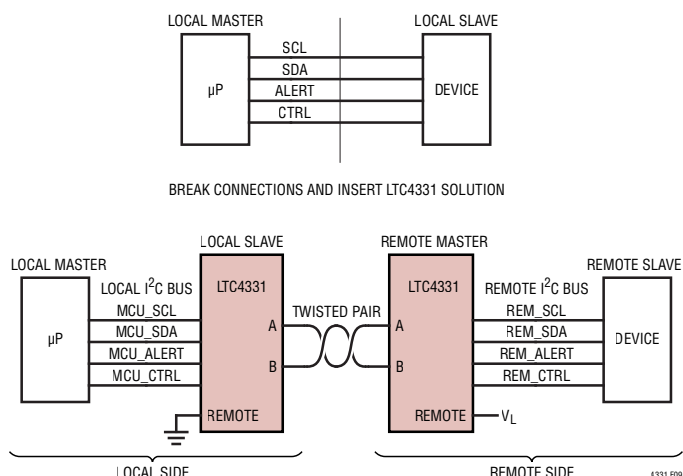 LOCAL MASTER
LOCAL SLAVE
µP
SCL
SDA
ALERT
CTRL
DEVICE
BREAK CONNECTIONS AND INSERT LTC4331 SOLUTION
LOCAL MASTER
LOCAL SLAVE
REMOTE MASTER
REMOTE SLAVE
LOCAL I²C BUS
LTC4331
TWISTED PAIR
LTC4331
REMOTE I²C BUS
µP
MCU_SCL
MCU_SDA
MCU_ALERT
MCU_CTRL
A
B
REMOTE
A
B
REMOTE
VL
REM_SCL
REM_SDA
REM_ALERT
REM_CTRL
DEVICE
LOCAL SIDE
REMOTE SIDE
4331 F09